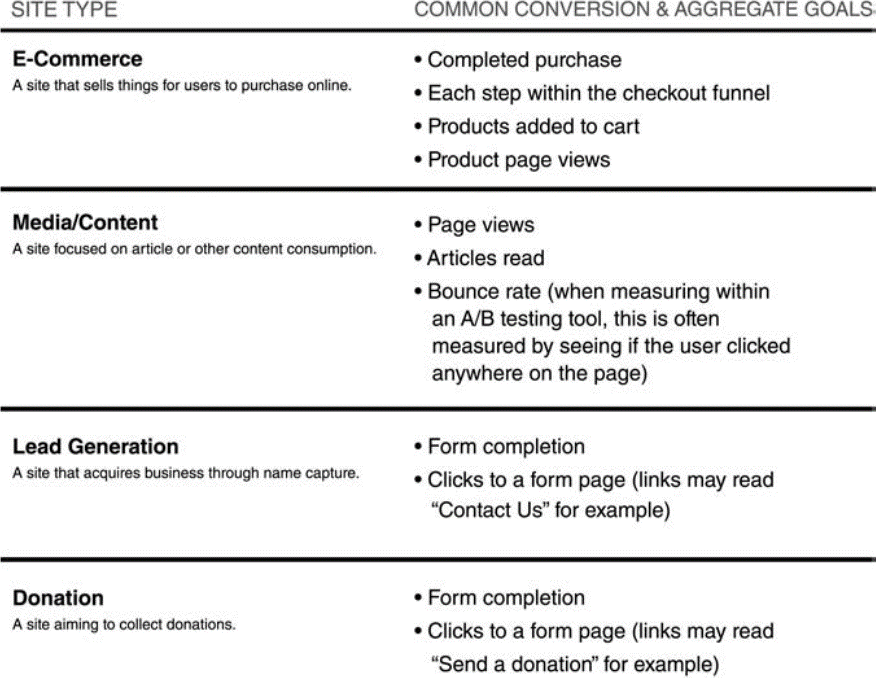 SITE TYPE
COMMON CONVERSION & AGGREGATE GOALS
E-Commerce
A site that sells things for users to purchase online.
• Completed purchase
• Each step within the checkout funnel
• Products added to cart
• Product page views
Media/Content
A site focused on article or other content consumption.
• Page views
• Articles read
• Bounce rate (when measuring within
an A/B testing tool, this is often
measured by seeing if the user clicked
anywhere on the page)
Lead Generation
A site that acquires business through name capture.
• Form completion
• Clicks to a form page (links may read
“Contact Us” for example)
Donation
A site aiming to collect donations.
• Form completion
• Clicks to a form page (links may read
“Send a donation” for example)